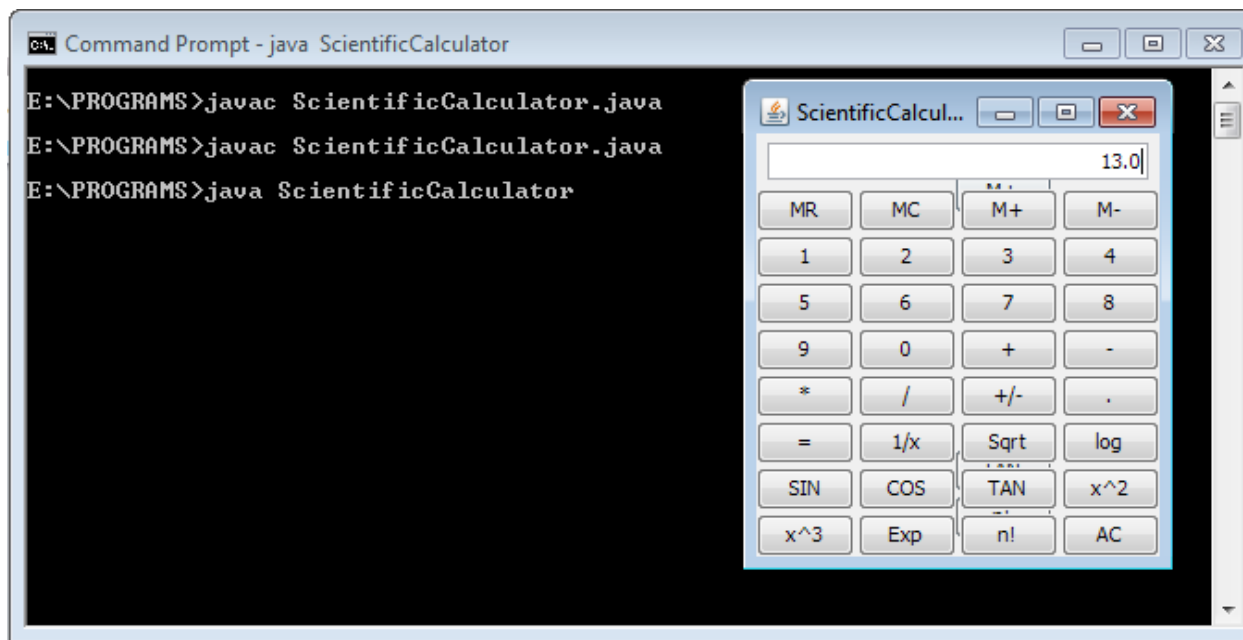 Command Prompt - java ScientificCalculator
E:\PROGRAMS>javac ScientificCalculator.java
E:\PROGRAMS>javac ScientificCalculator.java
E:\PROGRAMS>java ScientificCalculator
ScientificCalcul...
13.0
MR MC M+ M-
1 2 3 4
5 6 7 8
9 0 + -
* / +/- .
= 1/x Sqrt log
SIN COS TAN x^2
x^3 Exp n! AC